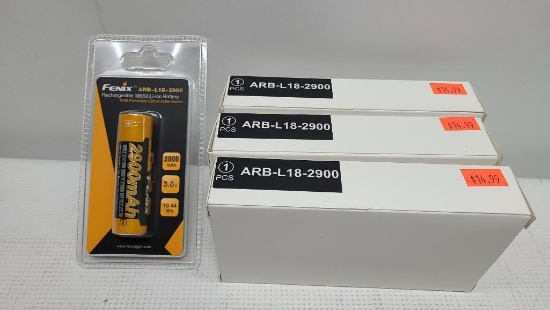 FENIX ARB-L18-2900
Rechargeable 18650 Li-ion Battery
2900mAh
2900
mAh
3.6V
10.44
Wh
1
PCS
ARB-L18-2900
$14.99
1
PCS
ARB-L18-2900
$14.99
1
PCS
ARB-L18-2900
$14.99